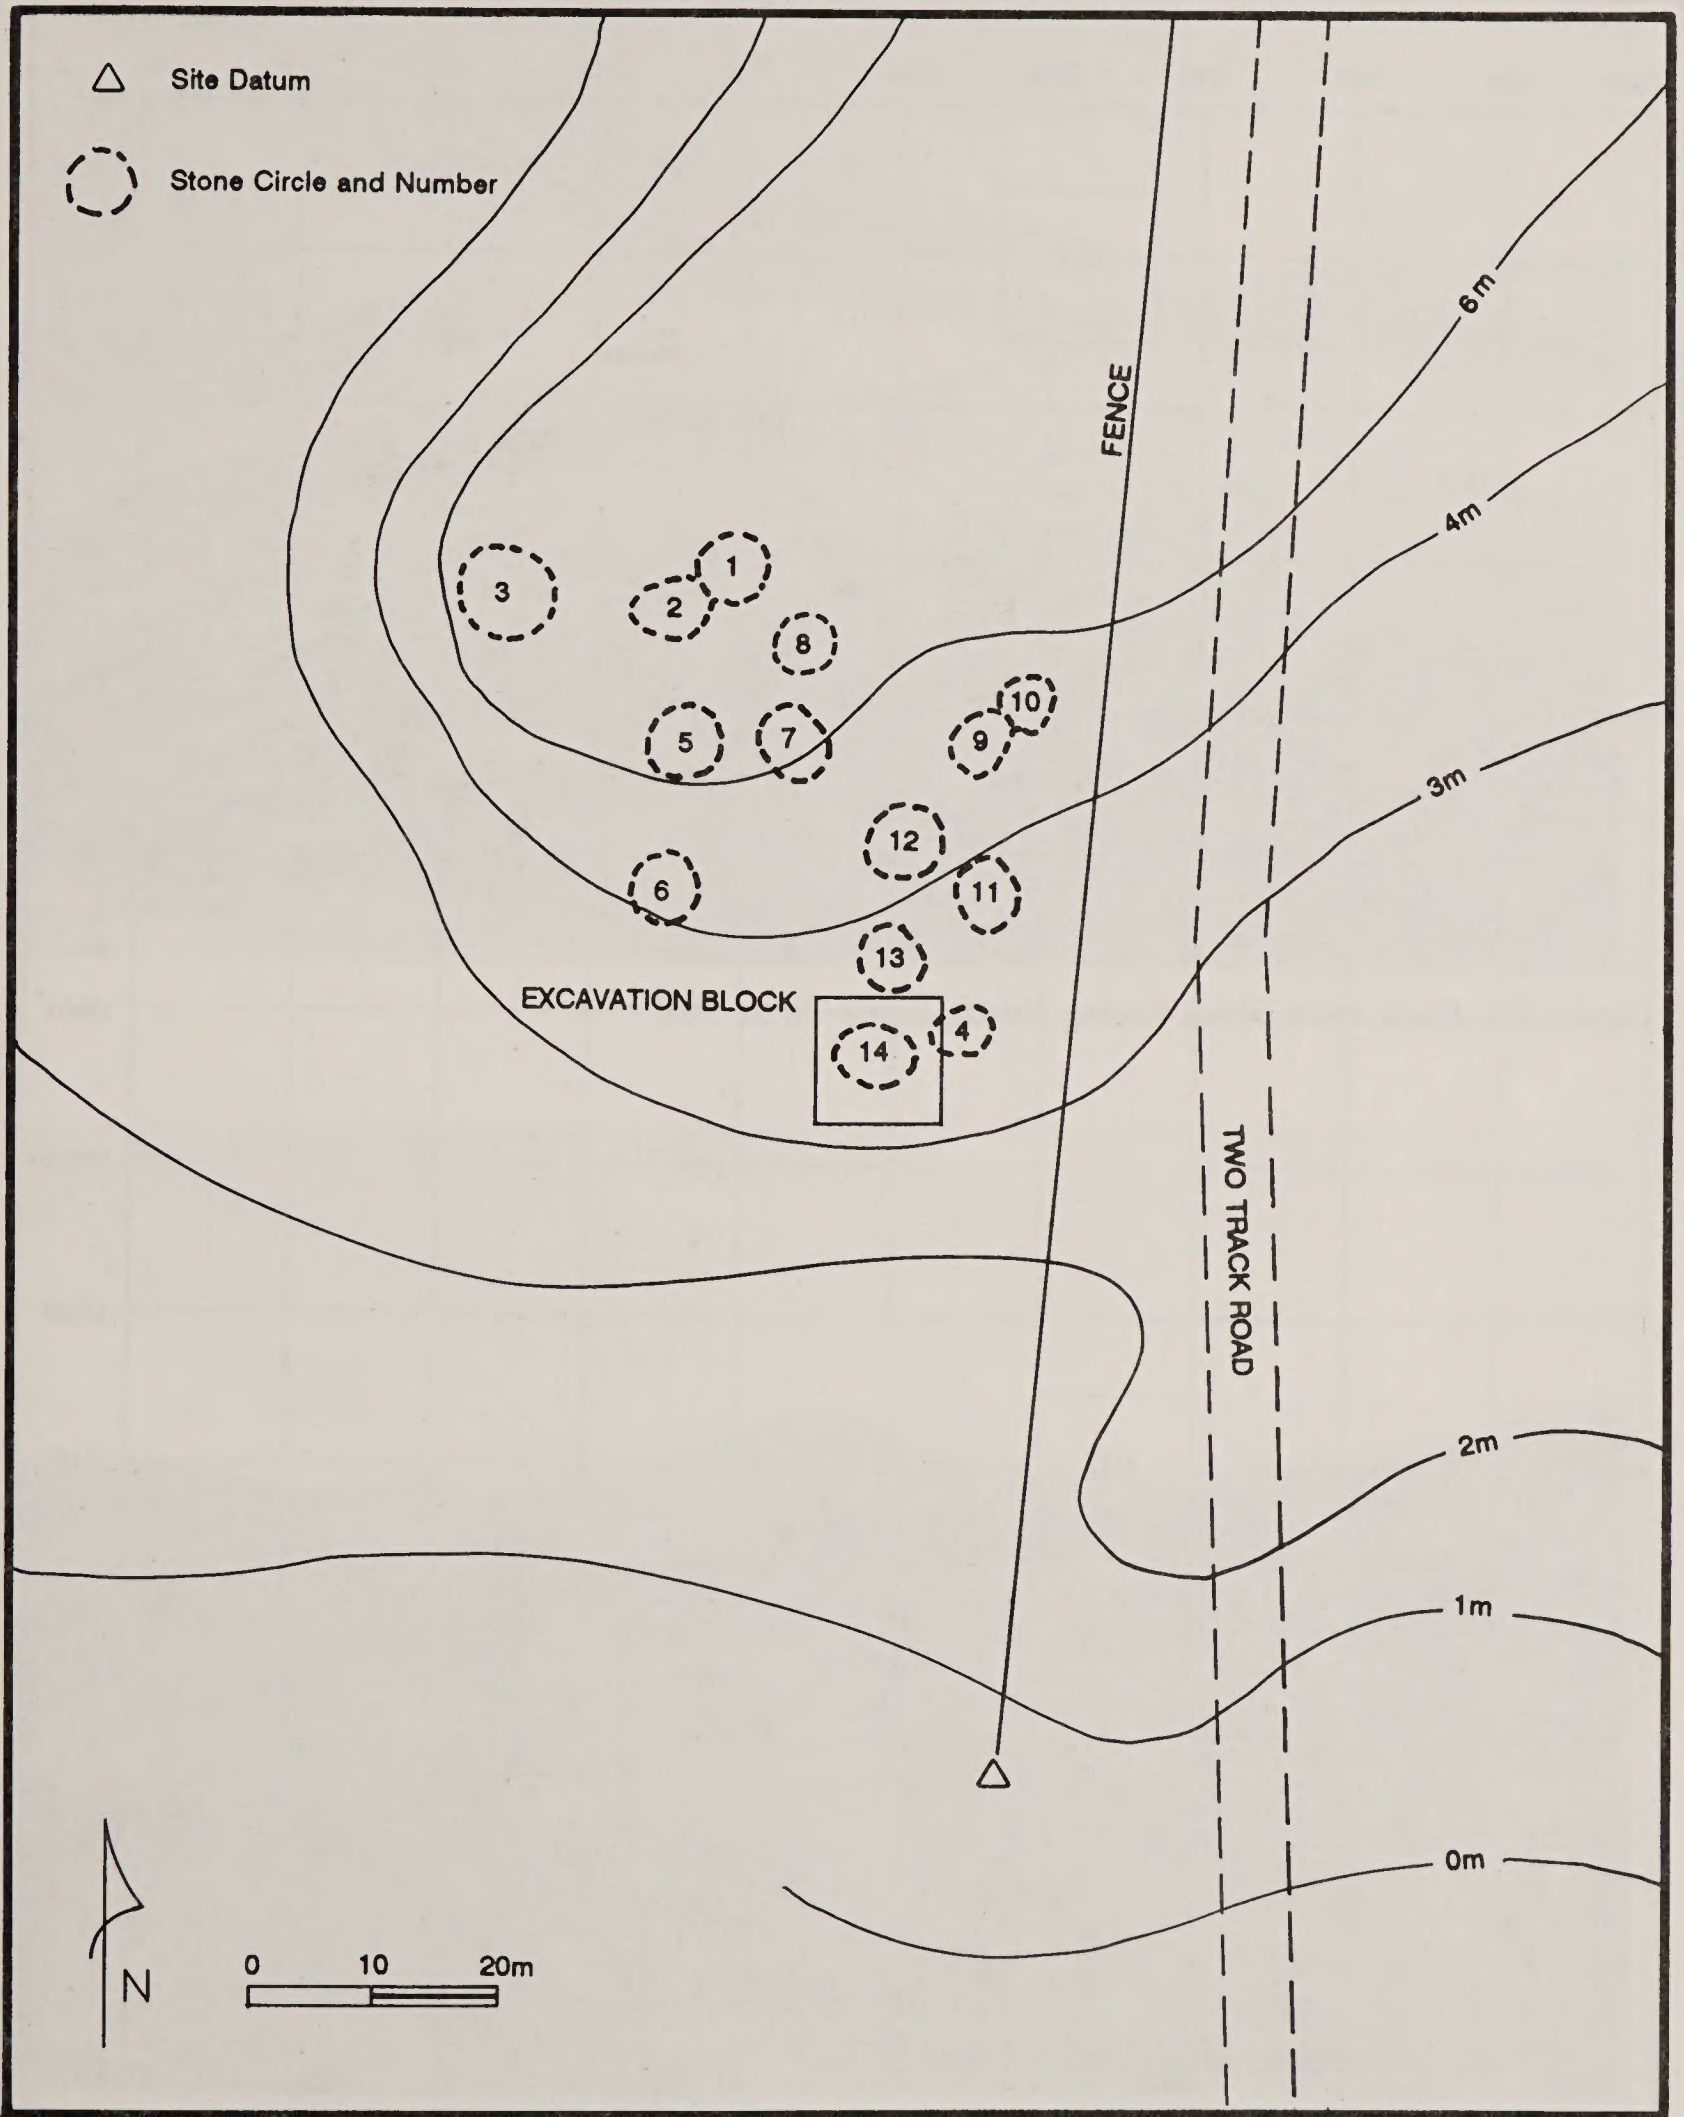 Site Datum
Stone Circle and Number
6m
FENCE
4m
1
3
2
8
10
5
7
9
3m
12
6
11
13
EXCAVATION BLOCK
4
14
TWO TRACK ROAD
2m
1m
0m
0 10 20m
N